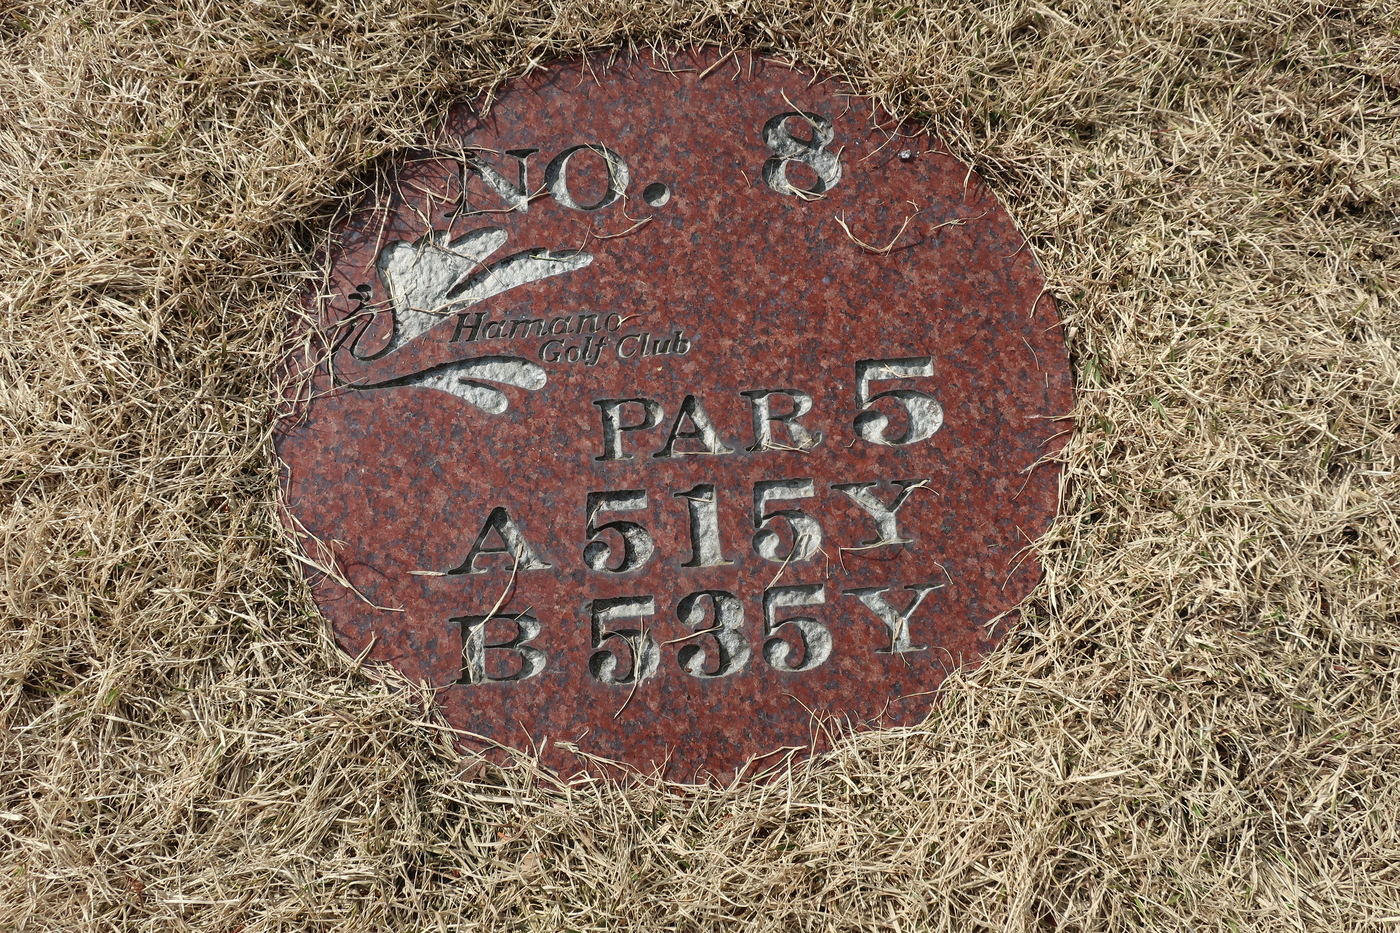 NO. 8
Hamano
Golf Club
PAR 5
A 515Y
B 535Y